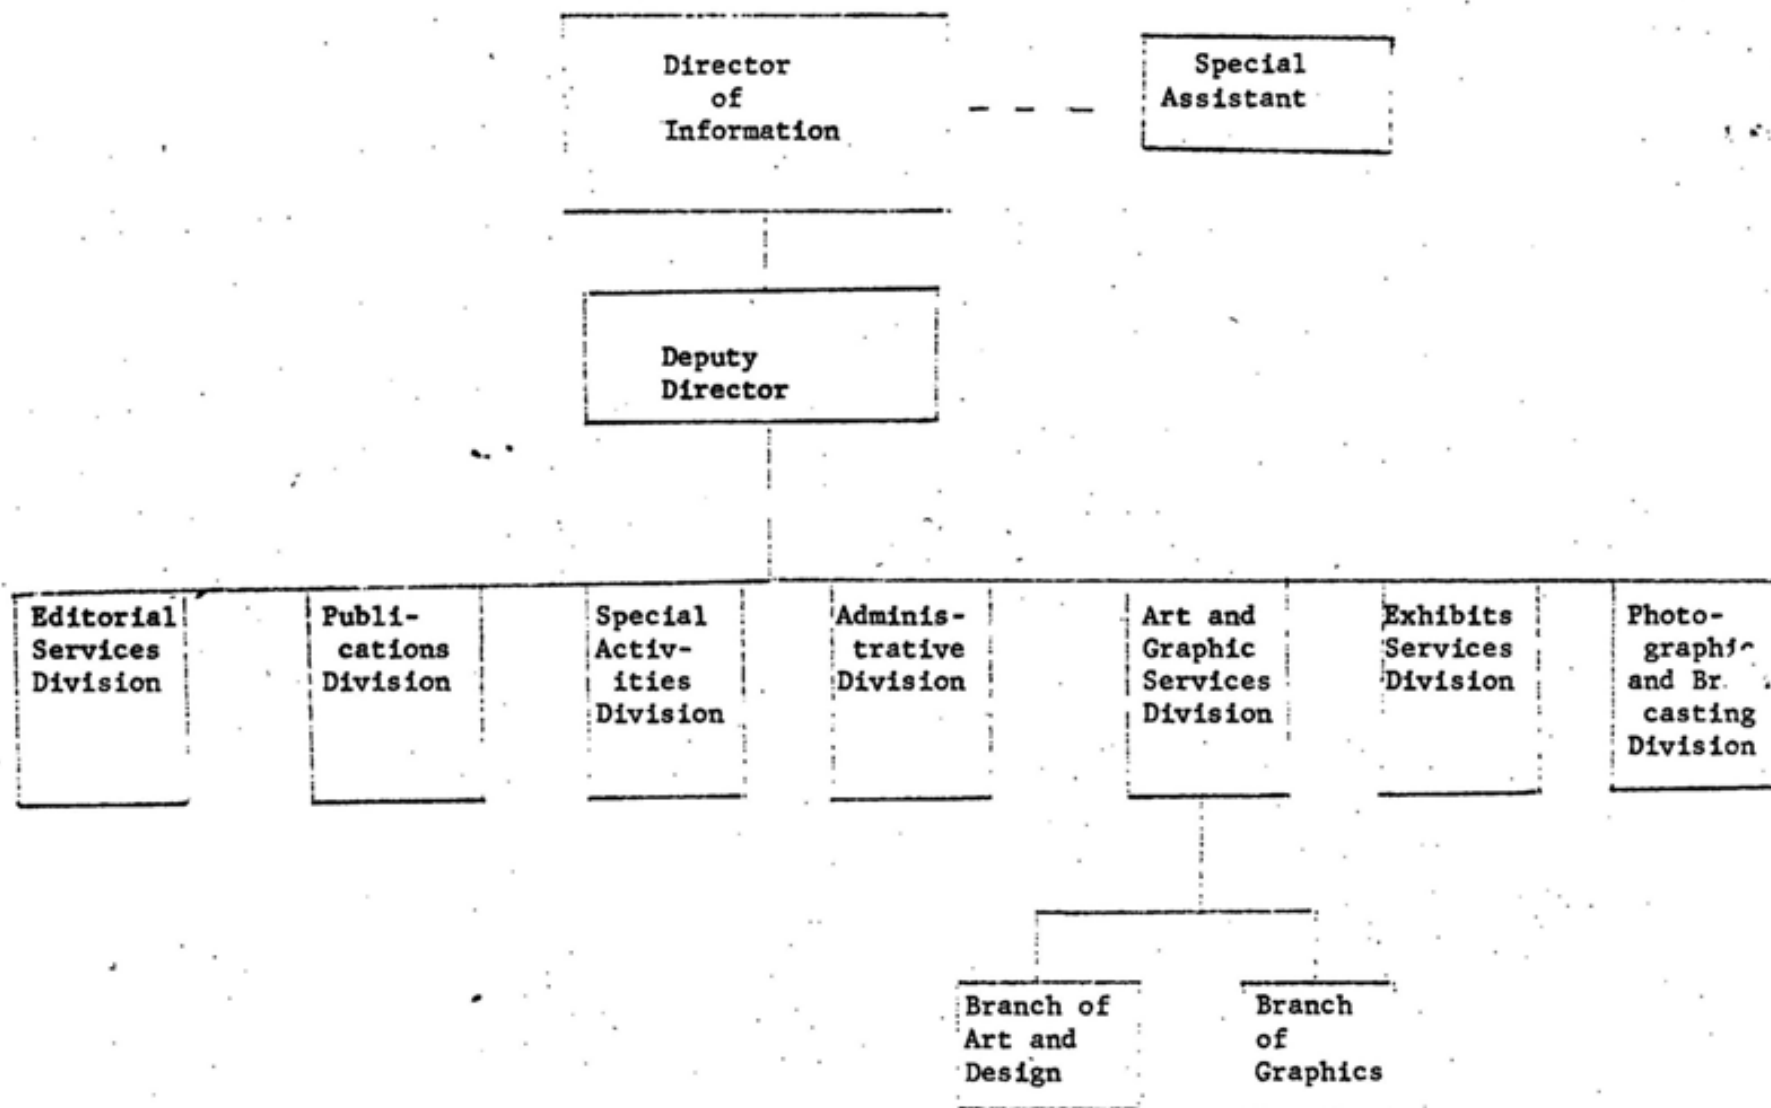 Director
of
Information
Special
Assistant
Deputy
Director
Editorial
Services
Division
Publi-
cations
Division
Special
Activ-
ities
Division
Adminis-
trative
Division
Art and
Graphic
Services
Division
Exhibits
Services
Division
Photo-
and
casting
Division
Branch of
Art and
Design
Branch
of
Graphics